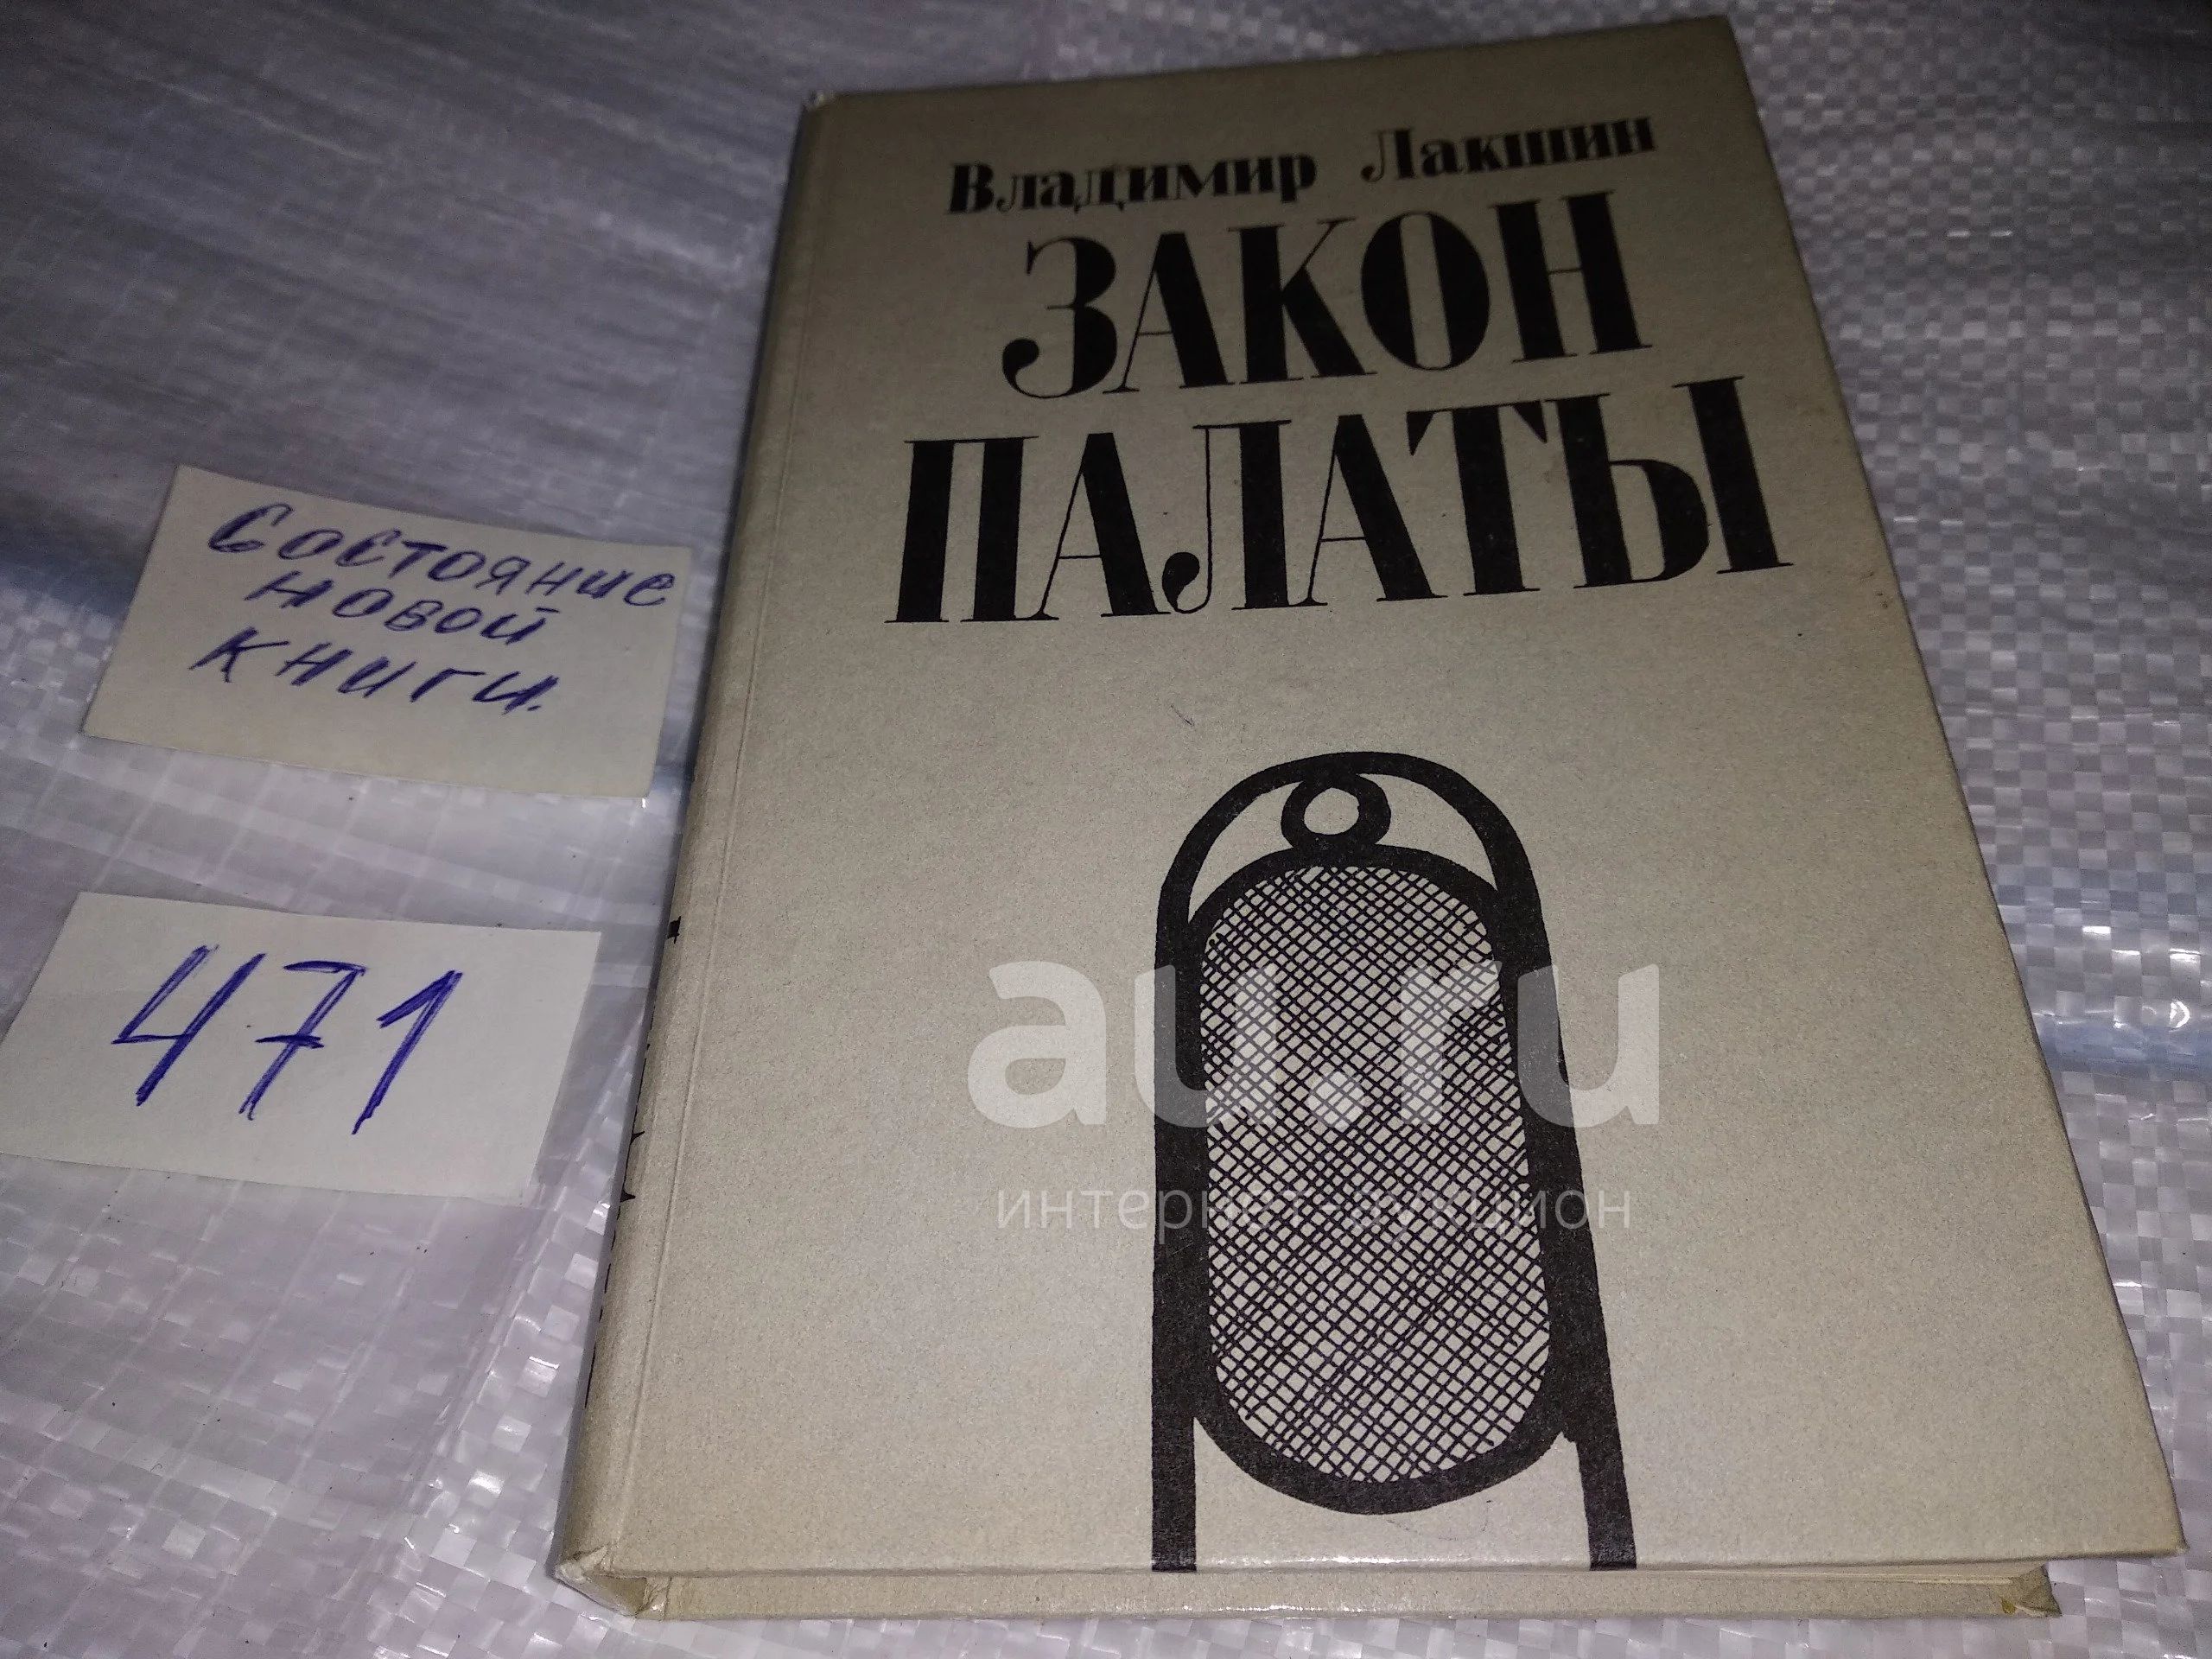 Владимир Лакшин
ЗАКОН
ПАЛАТЫ
Состояние
новой
книги.
471
au.ru
интернет-аукцион